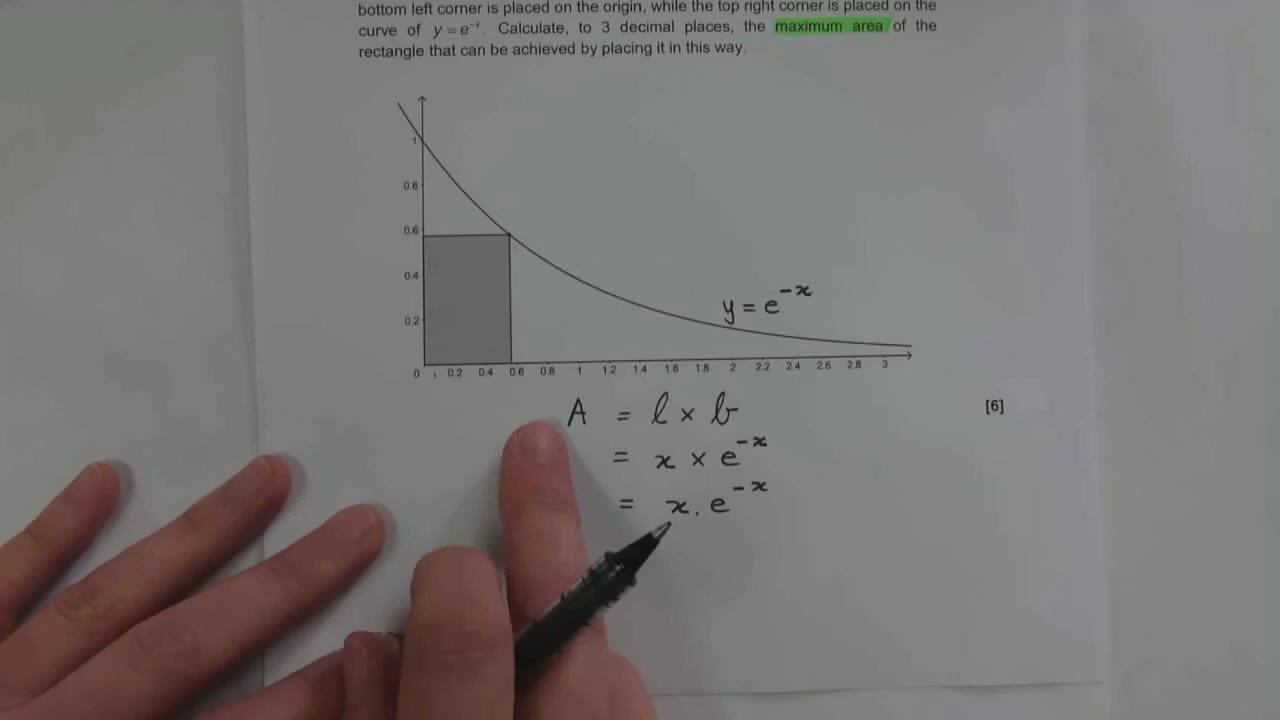 bottom left corner is placed on the origin, while the top right corner is placed on the
curve of y=e⁻ˣ. Calculate, to 3 decimal places, the maximum area of the
rectangle that can be achieved by placing it in this way.
1
0.8
0.6
0.4
0.2
y = e⁻ˣ
0 0.2 0.4 0.6 0.8 1 1.2 1.4 1.6 1.8 2 2.2 2.4 2.6 2.8 3
A = l × b [6]
= x × e⁻ˣ
= x . e⁻ˣ